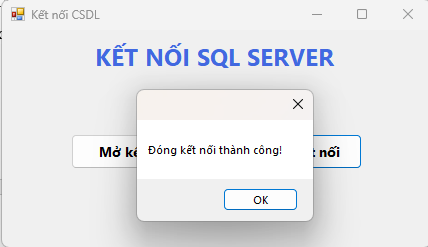 Kết nối CSDL
KẾT NỐI SQL SERVER
Đóng kết nối thành công!
Mở kế
t nối
OK